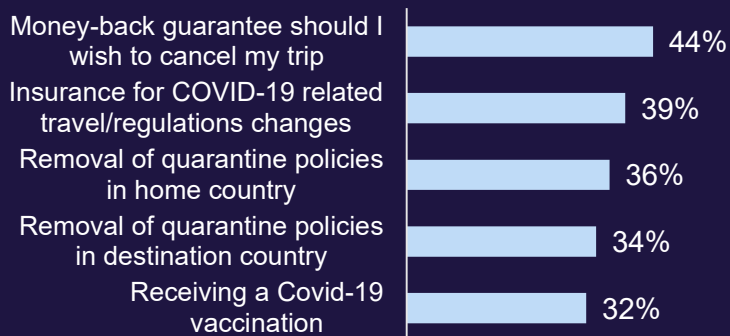 Money-back guarantee should I
wish to cancel my trip
44%
Insurance for COVID-19 related
travel/regulations changes
39%
Removal of quarantine policies
in home country
36%
Removal of quarantine policies
in destination country
34%
Receiving a Covid-19
vaccination
32%